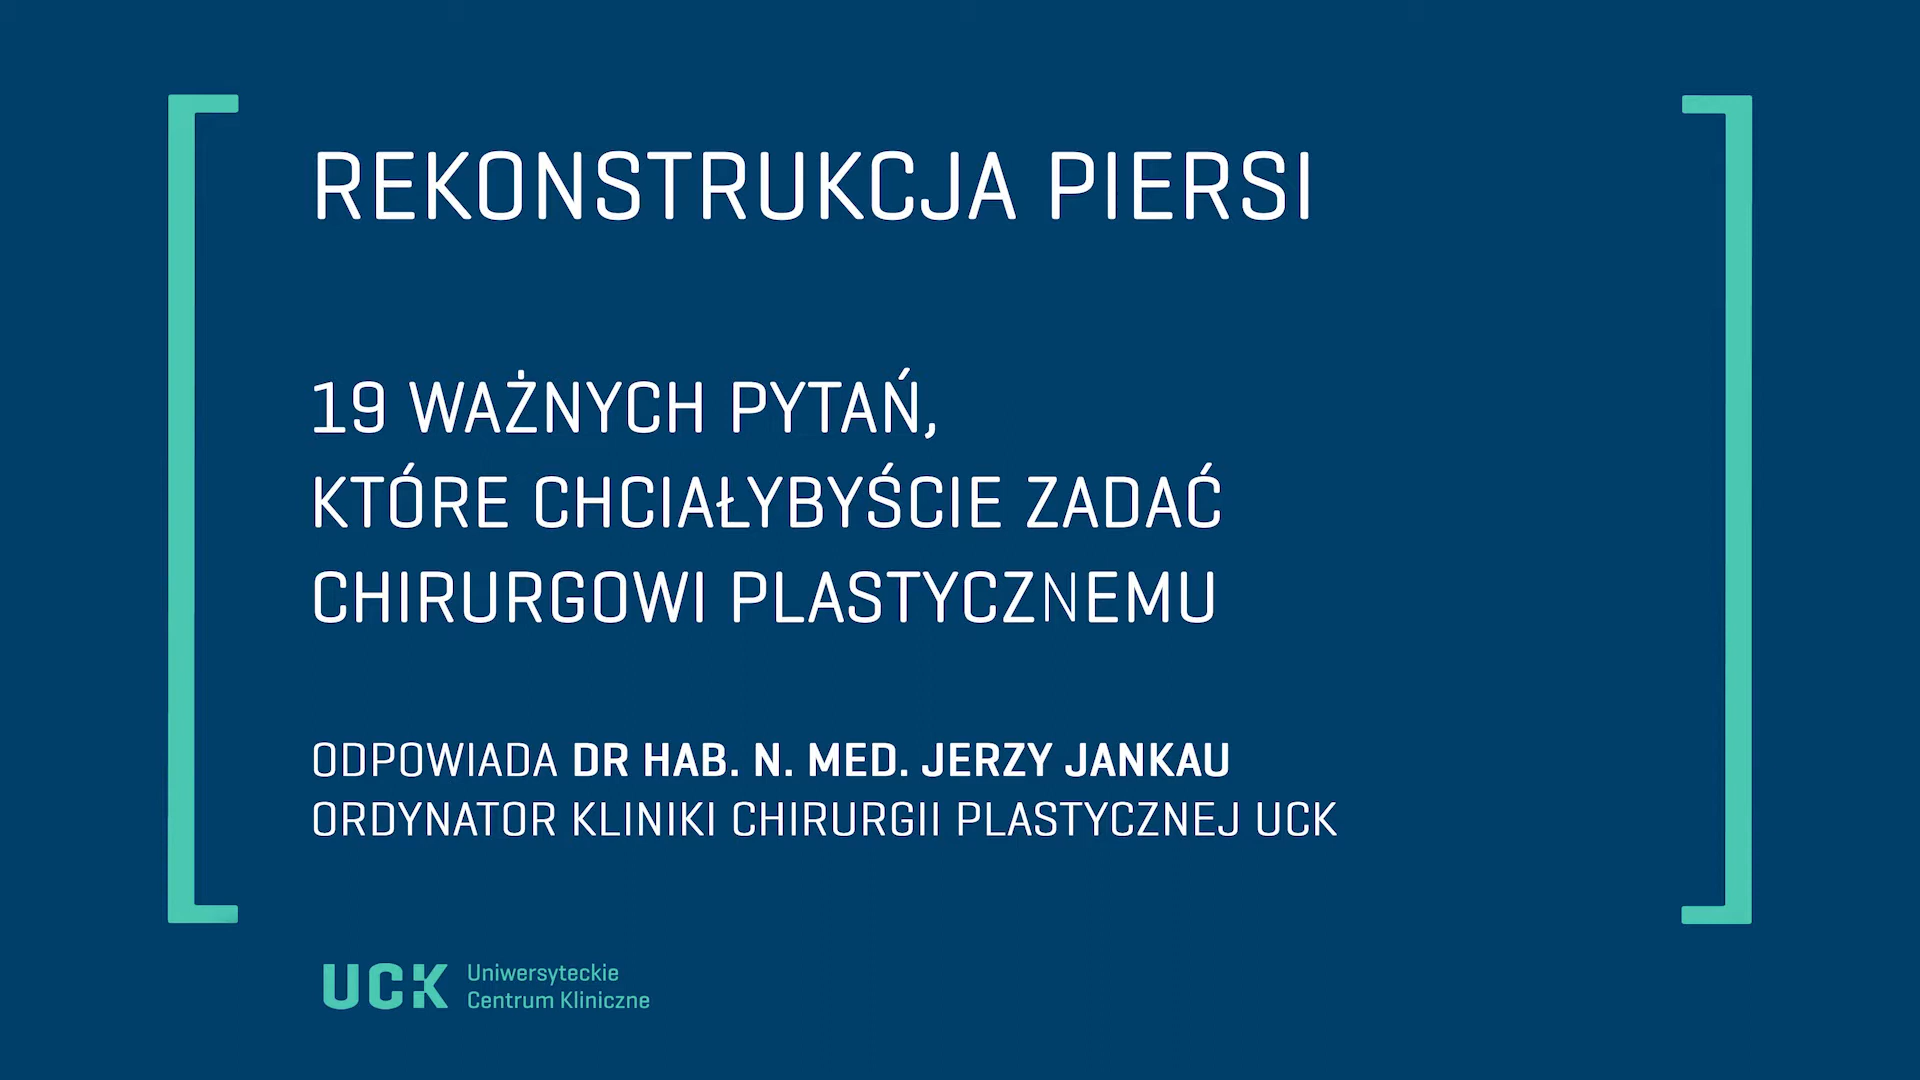 REKONSTRUKCJA PIERSI
19 WAŻNYCH PYTAŃ,
KTÓRE CHCIAŁYBYŚCIE ZADAĆ
CHIRURGOWI PLASTYCZNEMU
ODPOWIADA DR HAB. N. MED. JERZY JANKAU
ORDYNATOR KLINIKI CHIRURGII PLASTYCZNEJ UCK
UCK Uniwersyteckie
Centrum Kliniczne